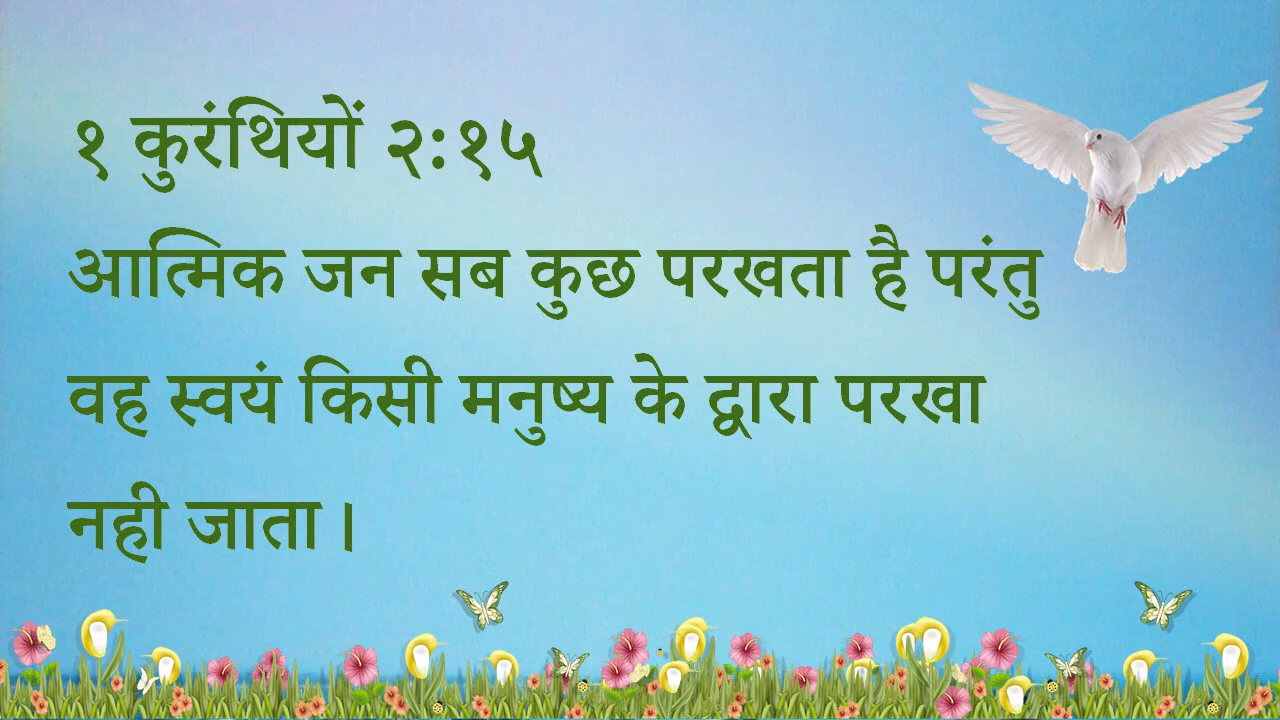 १ कुरंथियों २:१५
आत्मिक जन सब कुछ परखता है परंतु
वह स्वयं किसी मनुष्य के द्वारा परखा
नही जाता।